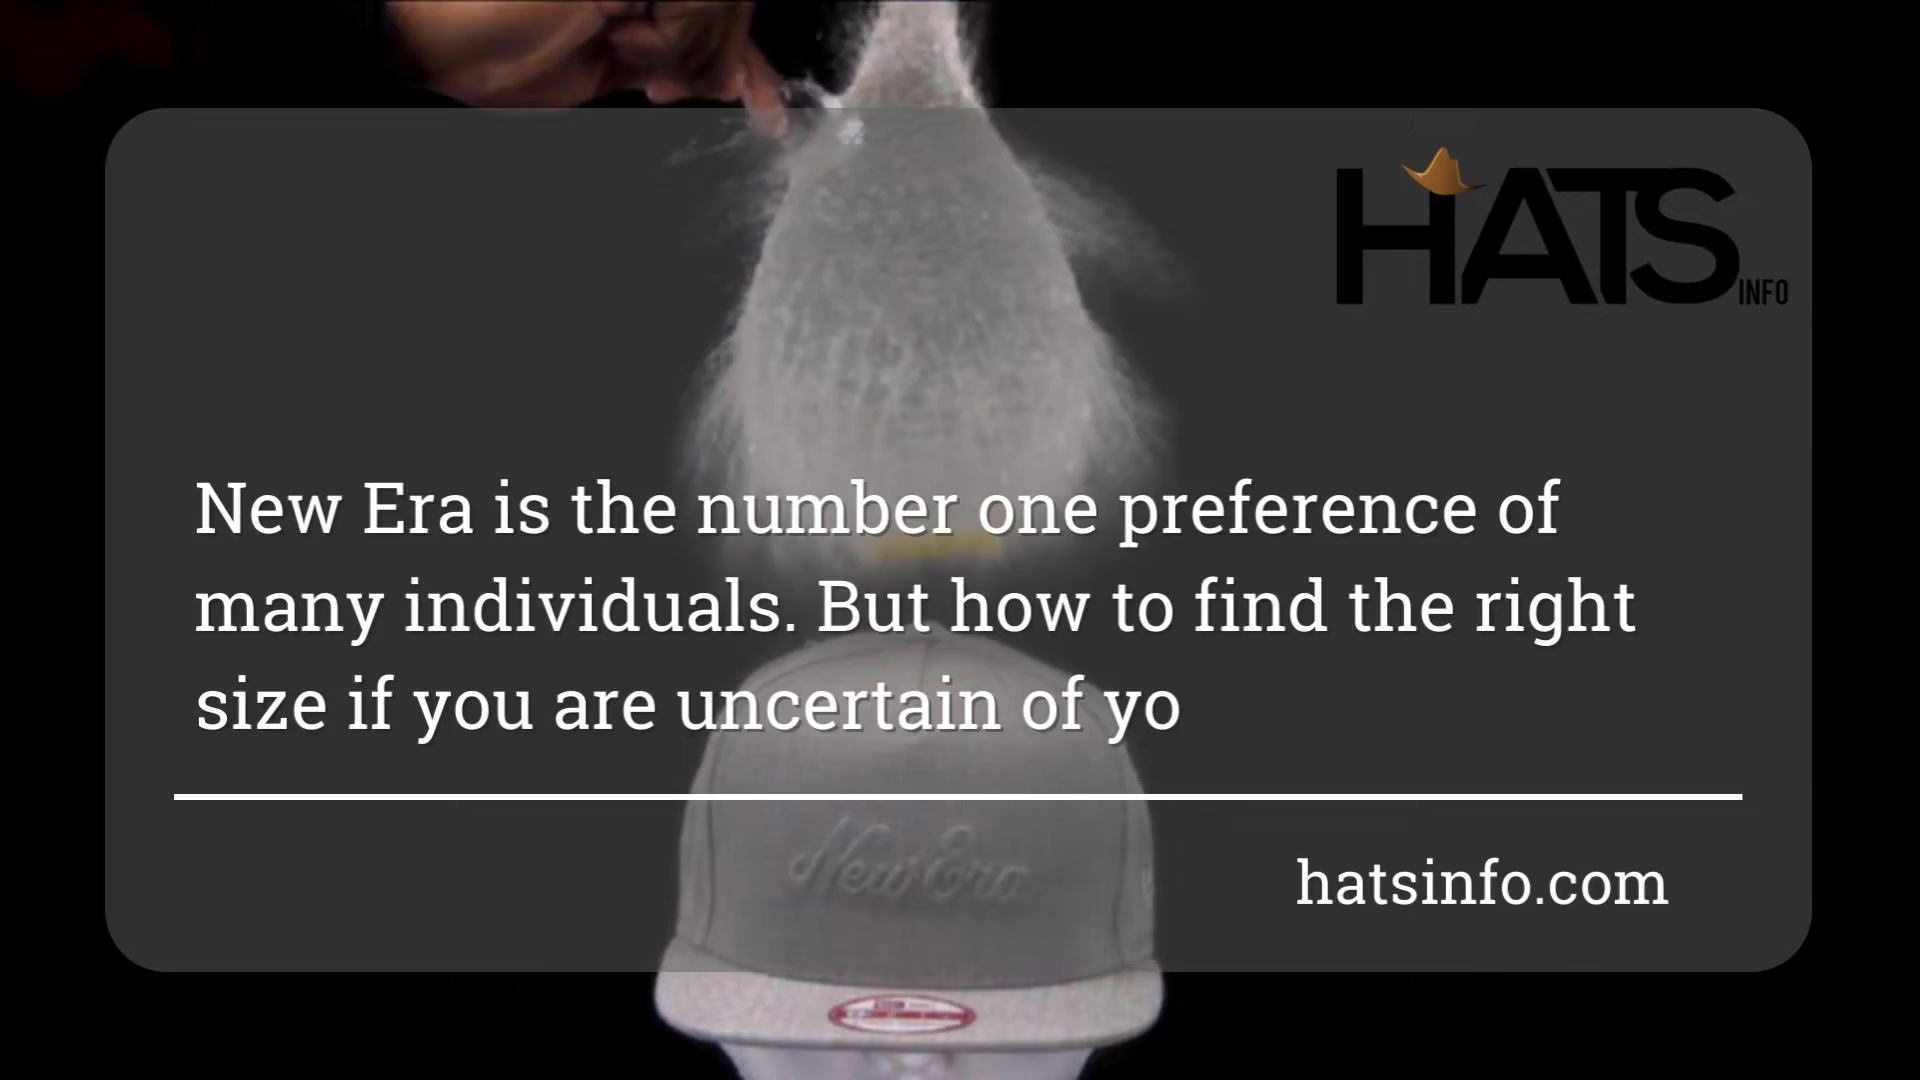 HATS
INFO
New Era is the number one preference of
many individuals. But how to find the right
size if you are uncertain of yo
New Era
hatsinfo.com